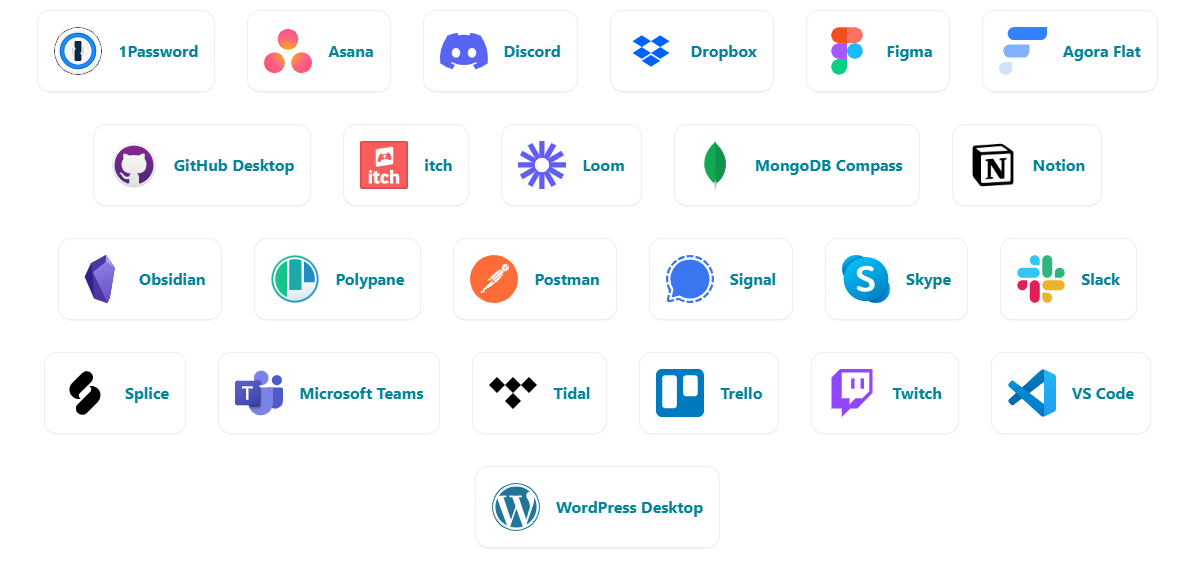 1Password
Asana
Discord
Dropbox
Figma
Agora Flat
GitHub Desktop
itch
itch
Loom
MongoDB Compass
N
Notion
Obsidian
Polypane
Postman
Signal
S
Skype
Slack
Splice
T
Microsoft Teams
Tidal
Trello
Twitch
VS Code
W
WordPress Desktop